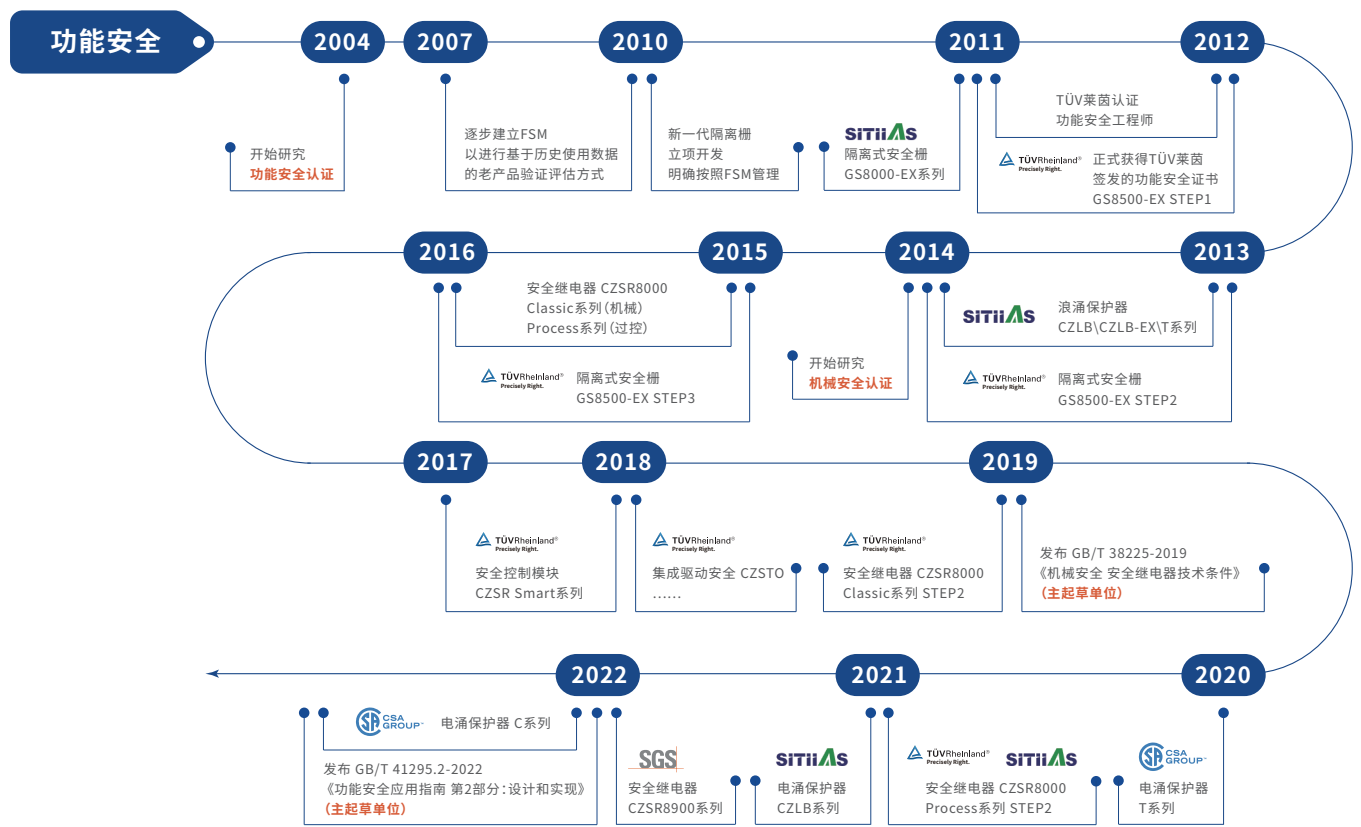 功能安全
2004
2007
2010
2011
2012
开始研究
功能安全认证
逐步建立FSM
以进行基于历史使用数据
的老产品验证评估方式
新一代隔离栅
立项开发
明确按照FSM管理
SiTiiAS
隔离式安全栅
GS8000-EX系列
TÜV莱茵认证
功能安全工程师
TÜVRheinland®
Precisely Right.
正式获得TÜV莱茵
签发的功能安全证书
GS8500-EX STEP1
2016
2015
2014
2013
安全继电器 CZSR8000
Classic系列(机械)
Process系列(过控)
TÜVRheinland®
Precisely Right.
隔离式安全栅
GS8500-EX STEP3
开始研究
机械安全认证
SiTiiAS
浪涌保护器
CZLB\CZLB-EX\T系列
TÜVRheinland®
Precisely Right.
隔离式安全栅
GS8500-EX STEP2
2017
2018
2019
TÜVRheinland®
Precisely Right.
安全控制模块
CZSR Smart系列
TÜVRheinland®
Precisely Right.
集成驱动安全 CZSTO
……
TÜVRheinland®
Precisely Right.
安全继电器 CZSR8000
Classic系列 STEP2
发布 GB/T 38225-2019
《机械安全 安全继电器技术条件》
(主起草单位)
2022
2021
2020
CSA
GROUP™
电涌保护器 C系列
发布 GB/T 41295.2-2022
《功能安全应用指南 第2部分:设计和实现》
(主起草单位)
SGS
安全继电器
CZSR8900系列
SiTiiAS
电涌保护器
CZLB系列
TÜVRheinland®
Precisely Right.
SiTiiAS
安全继电器 CZSR8000
Process系列 STEP2
CSA
GROUP™
电涌保护器
T系列